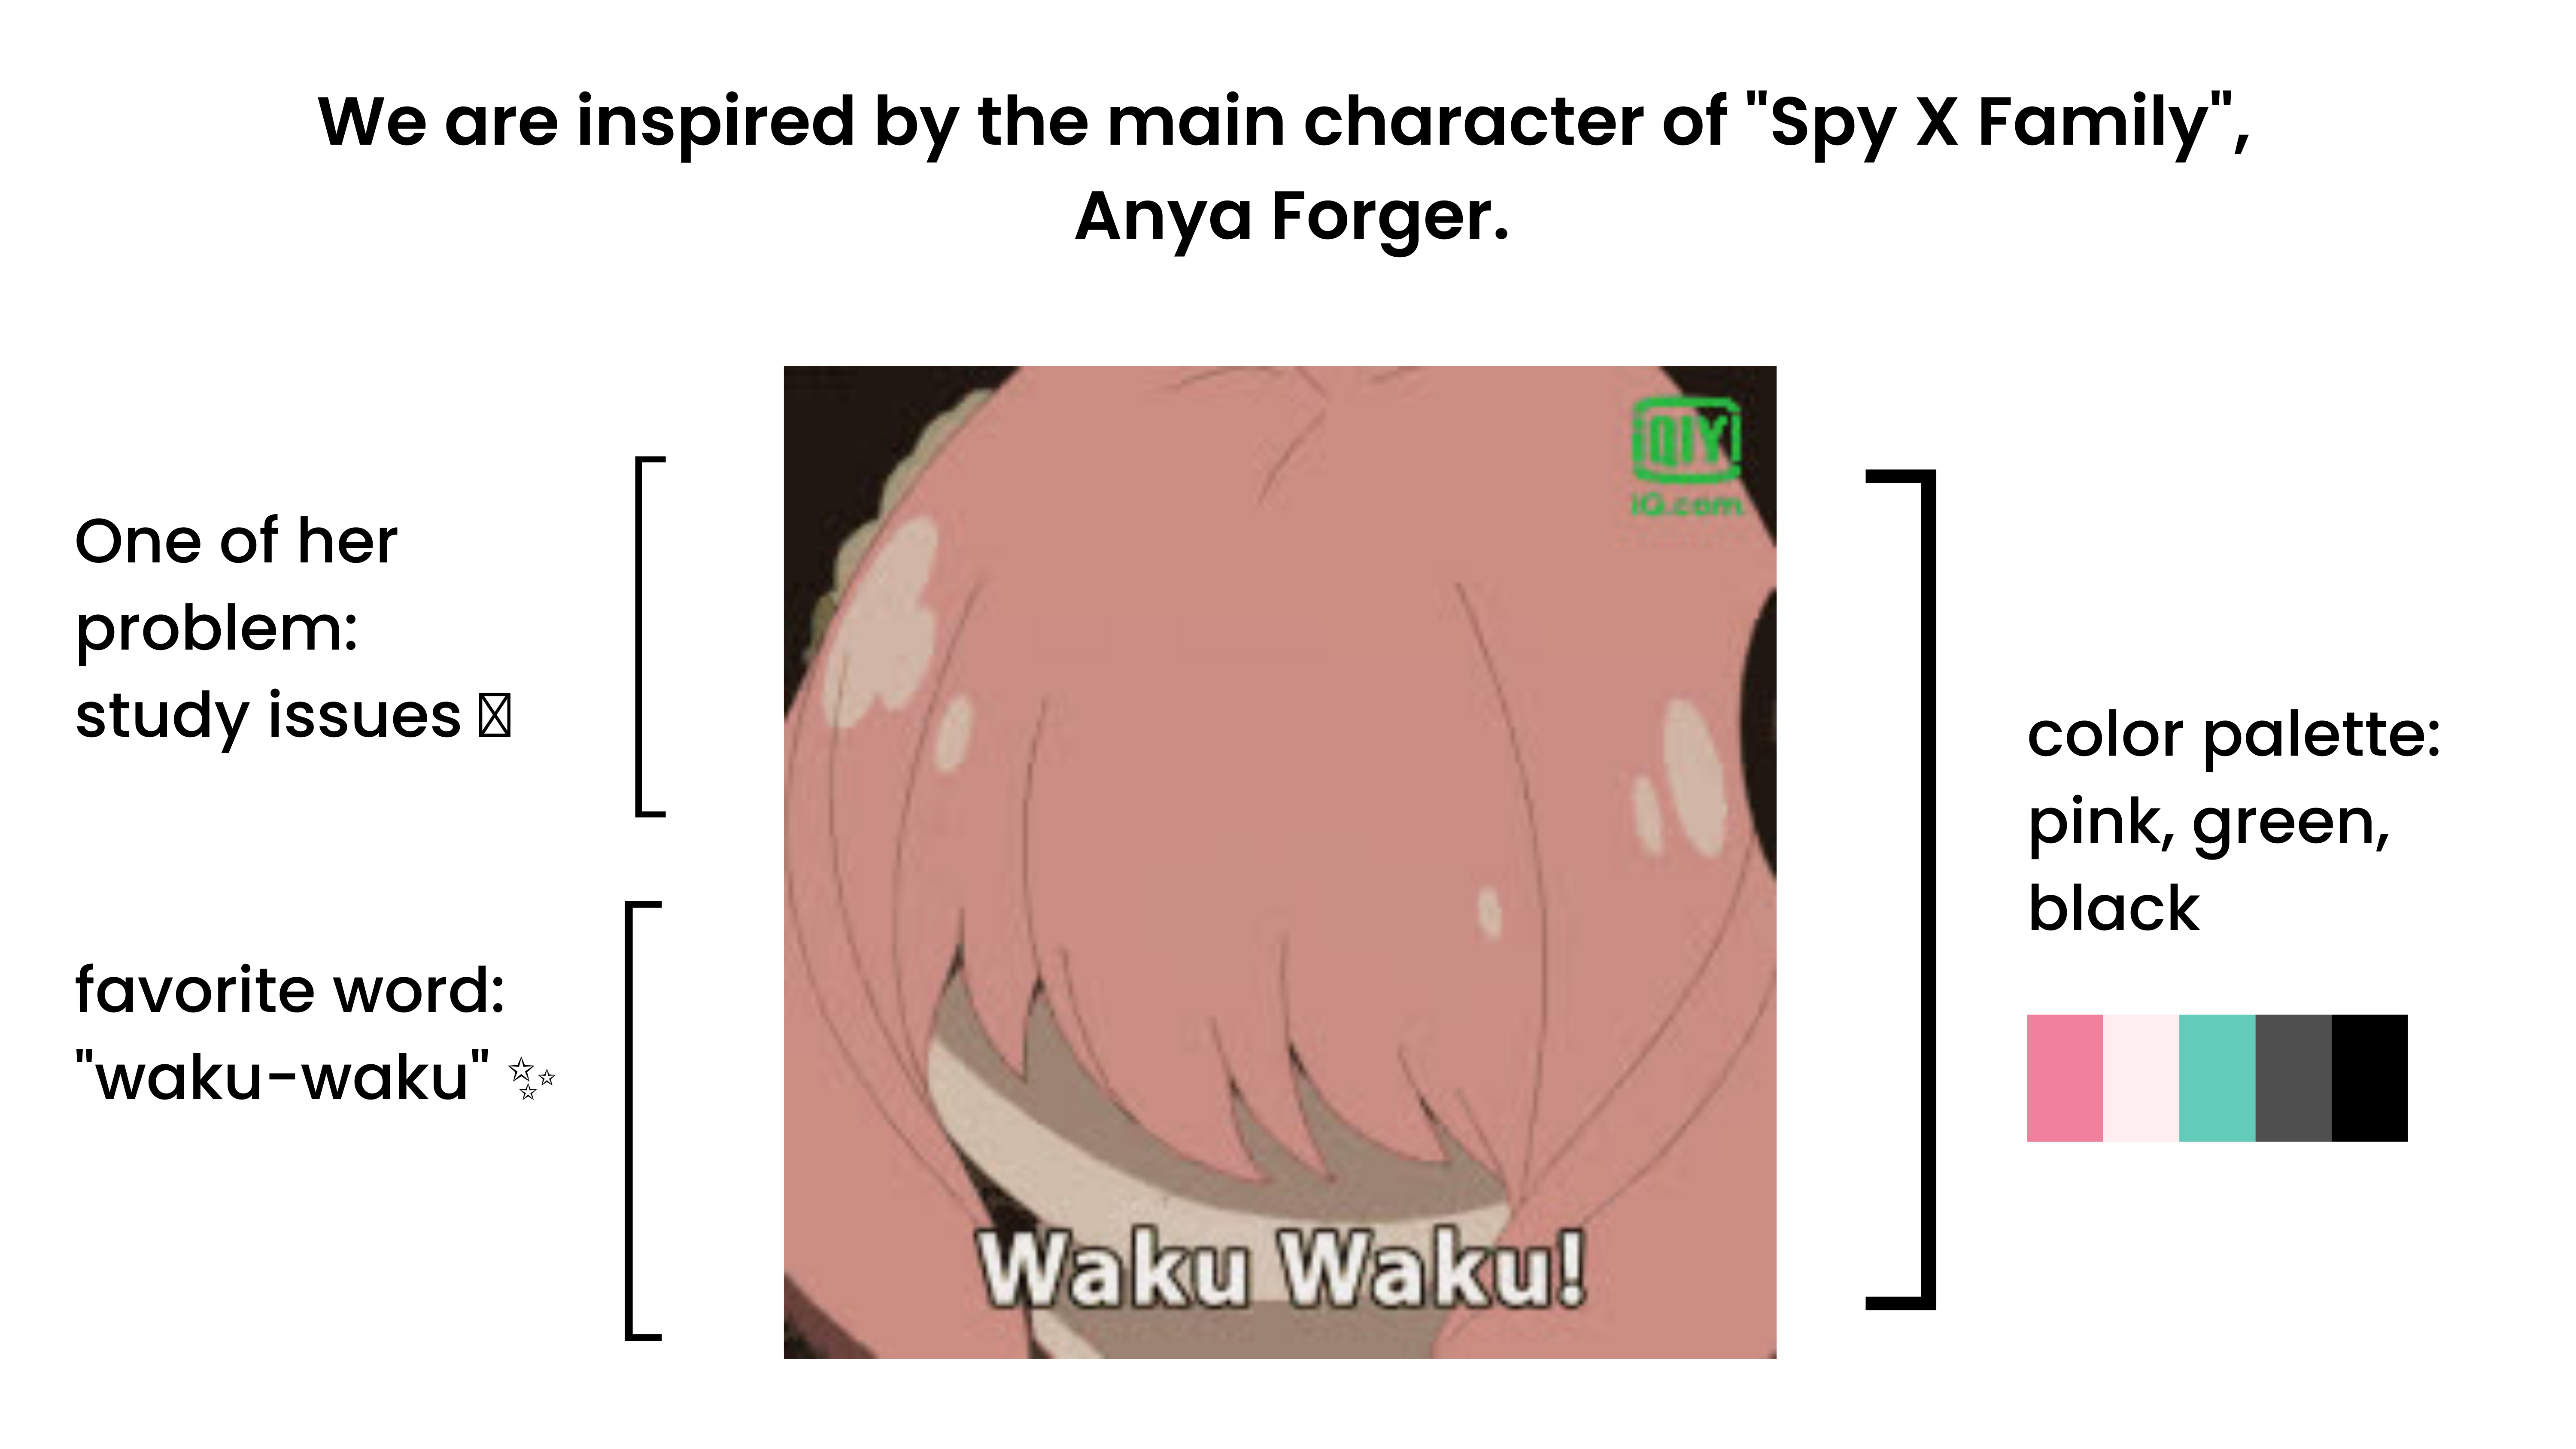 We are inspired by the main character of "Spy X Family",
Anya Forger.
One of her
problem:
study issues
favorite word:
"waku-waku" ✨
QIY
iQ.com
Waku Waku!
color palette:
pink, green,
black